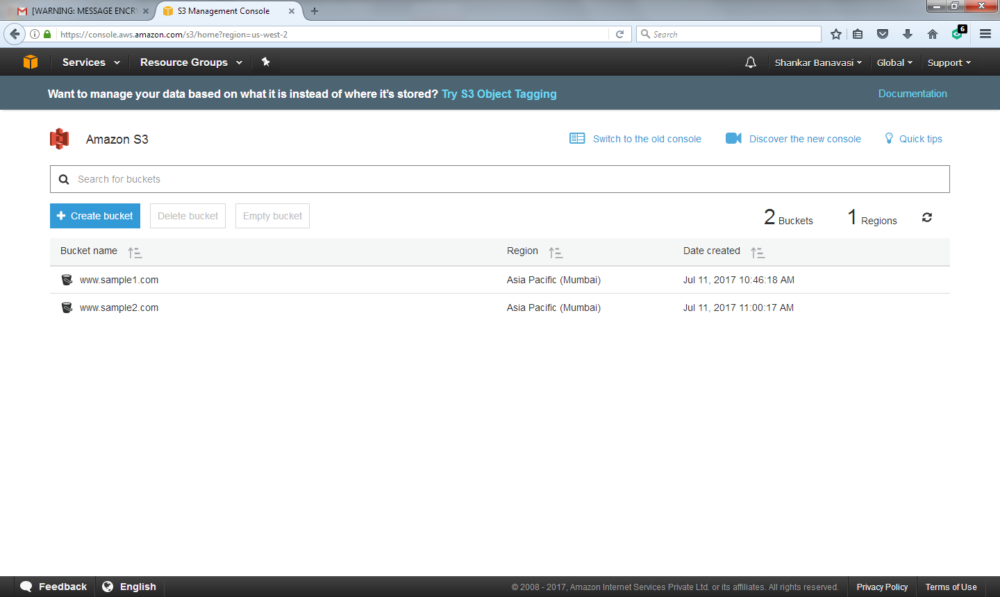 [WARNING: MESSAGE ENCRY
S3 Management Console
https://console.aws.amazon.com/s3/home?region=us-west-2
Search
6
Services
Resource Groups
Shankar Banavasi
Global
Support
Want to manage your data based on what it is instead of where it's stored? Try S3 Object Tagging
Documentation
Amazon S3
Switch to the old console
Discover the new console
Quick tips
Search for buckets
Create bucket
Delete bucket
Empty bucket
2 Buckets
1 Regions
Bucket name
Region
Date created
www.sample1.com
Asia Pacific (Mumbai)
Jul 11, 2017 10:46:18 AM
www.sample2.com
Asia Pacific (Mumbai)
Jul 11, 2017 11:00:17 AM
Feedback
English
© 2008 - 2017, Amazon Internet Services Private Ltd. or its affiliates. All rights reserved.
Privacy Policy
Terms of Use